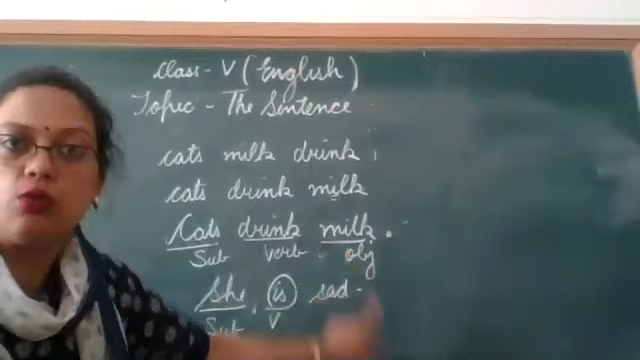 Class - V (English)
Topic - The Sentence
cats milk drink
cats drink milk
Cats drink milk.
Sub Verb obj
She is sad
Sub V